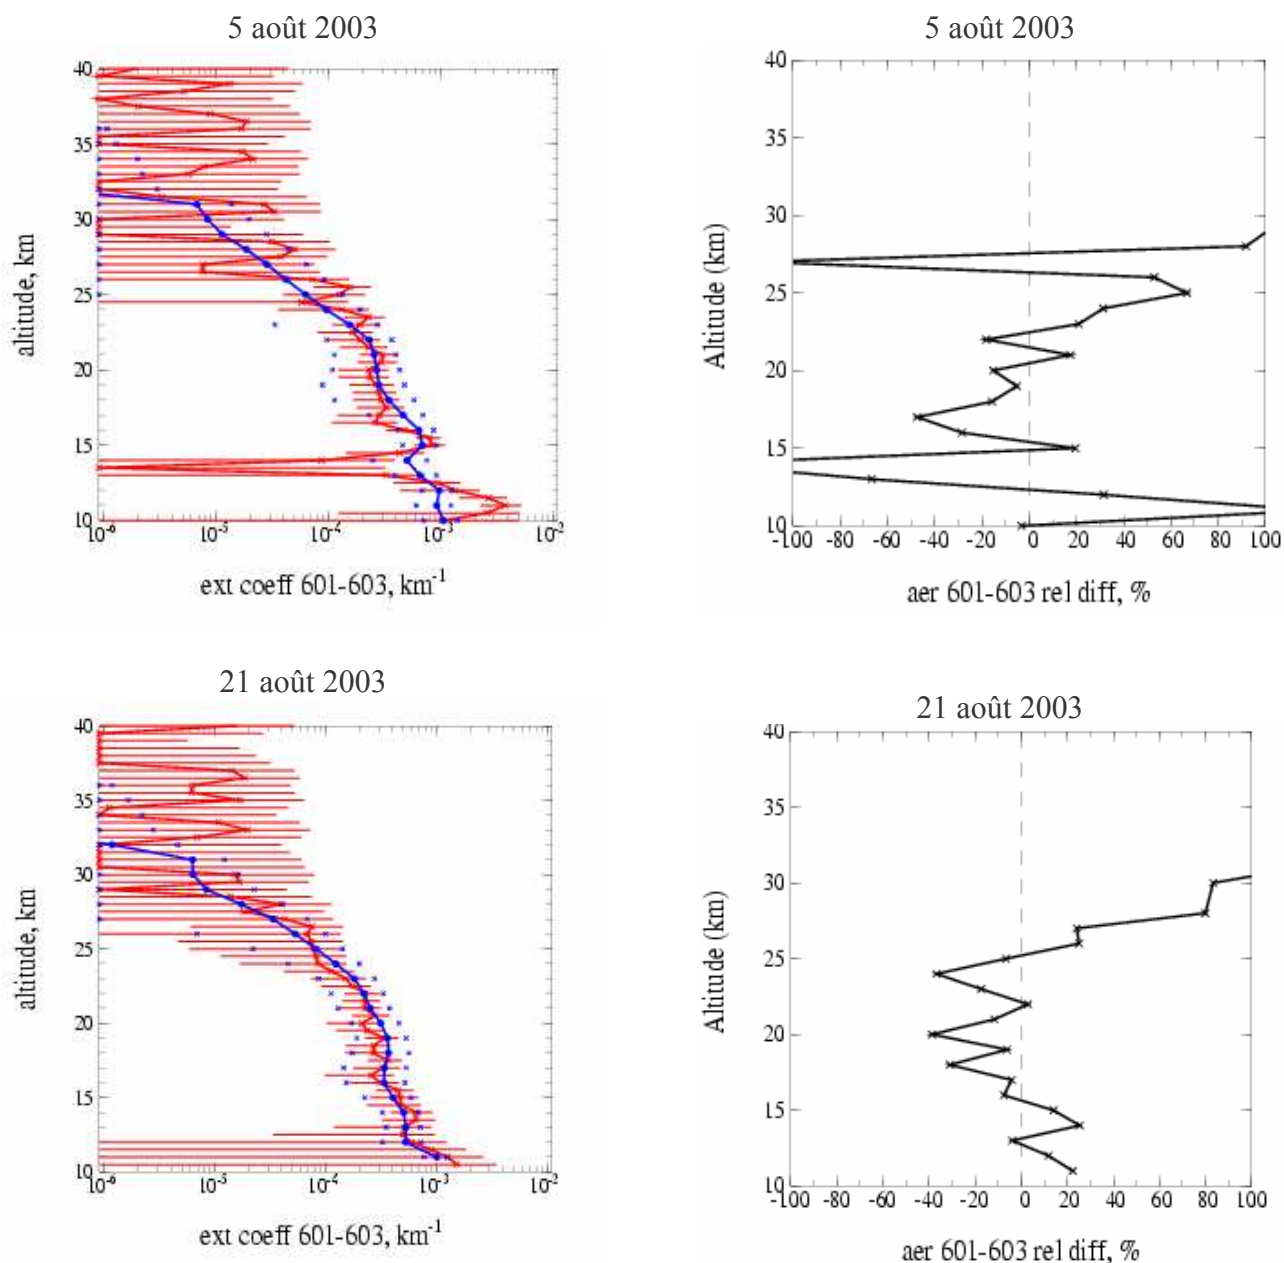 5 août 2003
40
35
30
25
20
15
10
altitude, km
10-6 10-5 10-4 10-3 10-2
ext coeff 601-603, km-1
5 août 2003
40
35
30
25
20
15
10
Altitude (km)
-100 -80 -60 -40 -20 0 20 40 60 80 100
aer 601-603 rel diff, %
21 août 2003
40
35
30
25
20
15
10
altitude, km
10-6 10-5 10-4 10-3 10-2
ext coeff 601-603, km-1
21 août 2003
40
35
30
25
20
15
10
Altitude (km)
-100 -80 -60 -40 -20 0 20 40 60 80 100
aer 601-603 rel diff, %